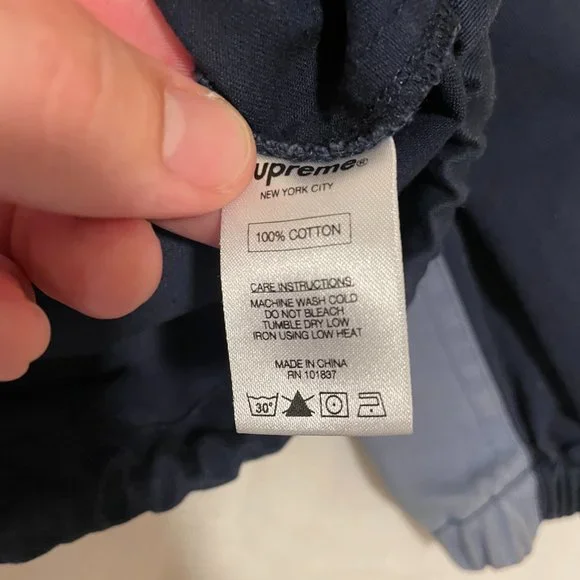 upreme®
NEW YORK CITY
100% COTTON
CARE INSTRUCTIONS:
MACHINE WASH COLD
DO NOT BLEACH
TUMBLE DRY LOW
IRON USING LOW HEAT
MADE IN CHINA
RN 101837
30°